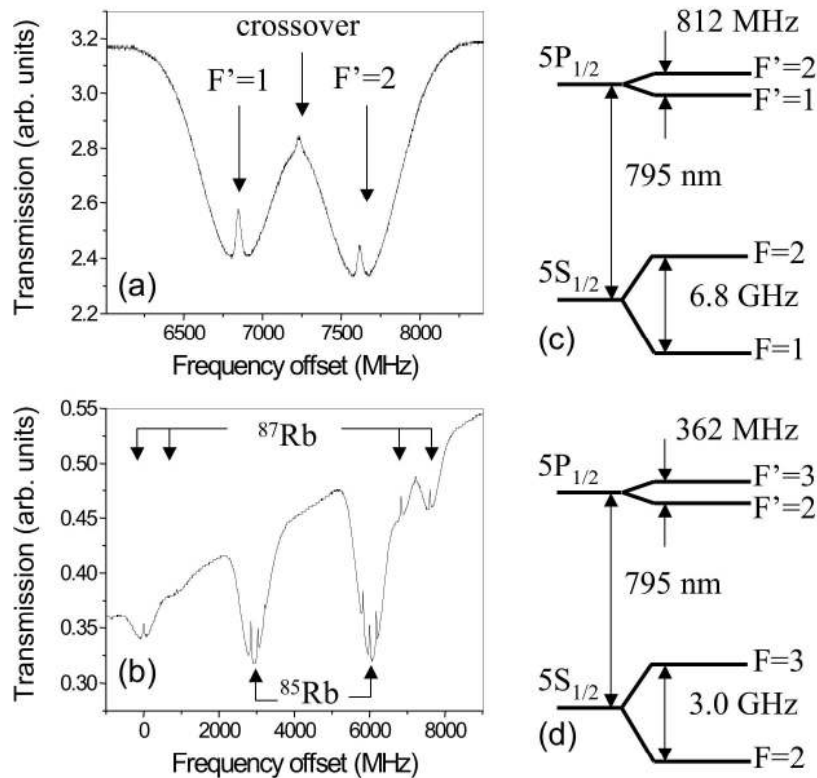 crossover
F'=1
F'=2
3.2
3.0
2.8
2.6
2.4
2.2
Transmission (arb. units)
(a)
6500
7000
7500
8000
Frequency offset (MHz)
812 MHz
5P1/2
F'=2
F'=1
795 nm
5S1/2
F=2
6.8 GHz
F=1
(c)
0.55
0.50
0.45
0.40
0.35
0.30
Transmission (arb. units)
87Rb
85Rb
(b)
0
2000
4000
6000
8000
Frequency offset (MHz)
362 MHz
5P1/2
F'=3
F'=2
795 nm
5S1/2
F=3
3.0 GHz
F=2
(d)